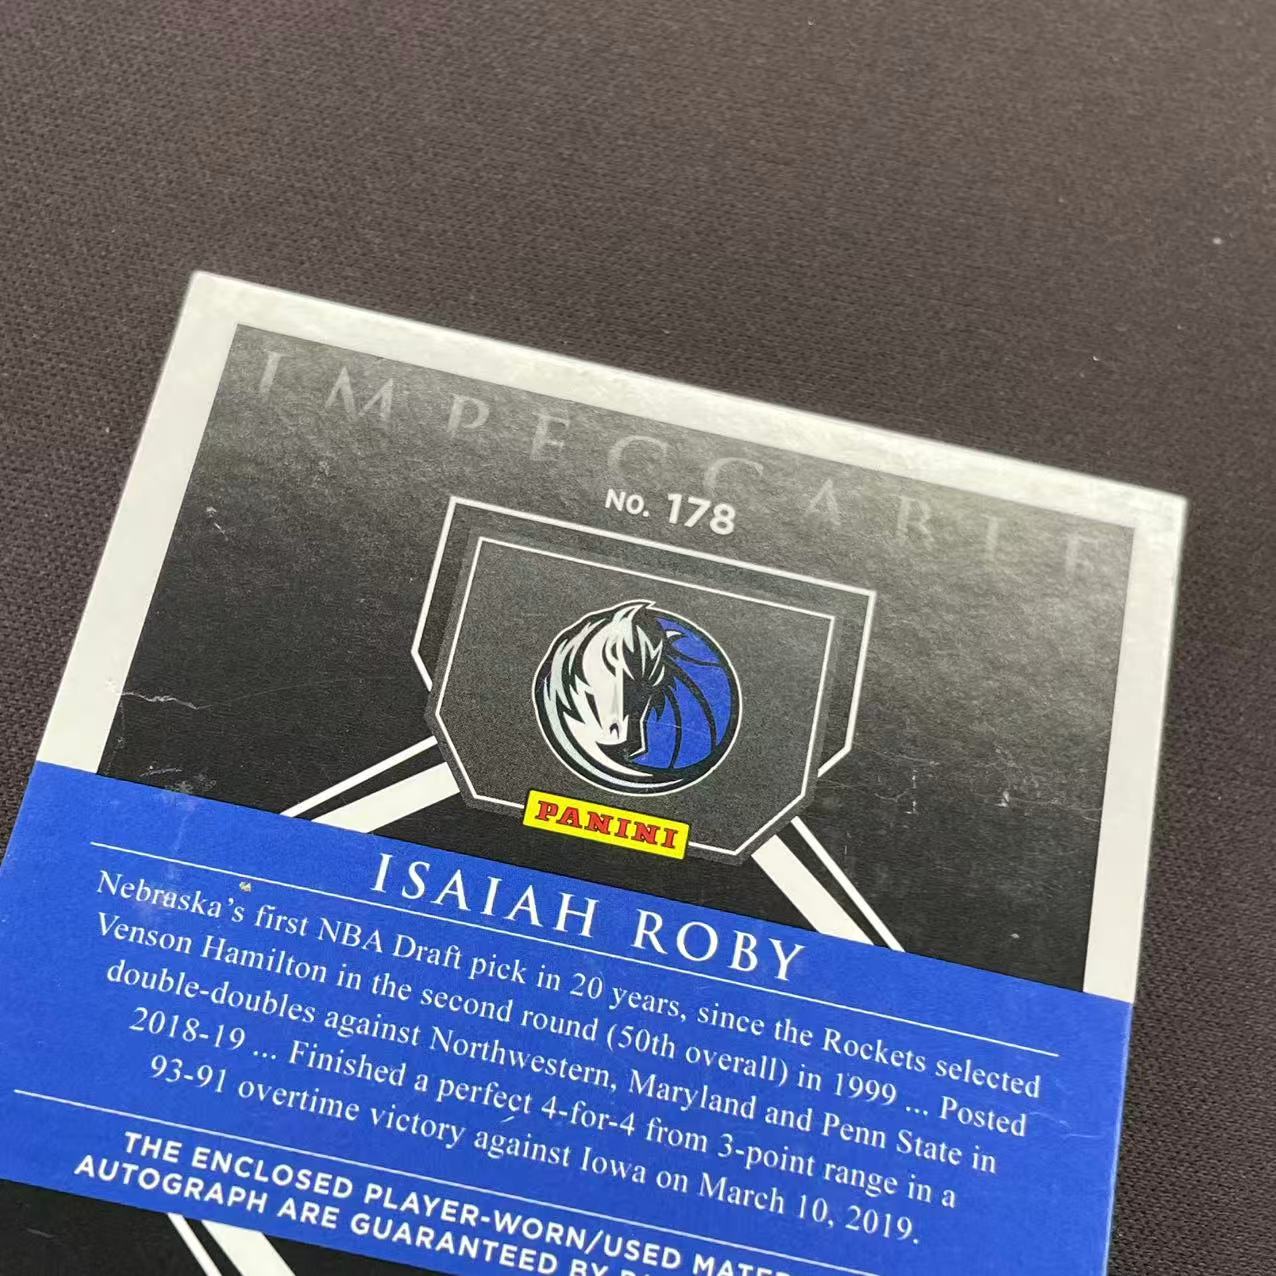 IMPECCABLE
NO. 178
PANINI
ISAIAH ROBY
Nebraska's first NBA Draft pick in 20 years, since the Rockets selected
Venson Hamilton in the second round (50th overall) in 1999 ... Posted
double-doubles against Northwestern, Maryland and Penn State in
2018-19 ... Finished a perfect 4-for-4 from 3-point range in a
93-91 overtime victory against Iowa on March 10, 2019.
THE ENCLOSED PLAYER-WORN/USED
AUTOGRAPH ARE GUARANTEED BY